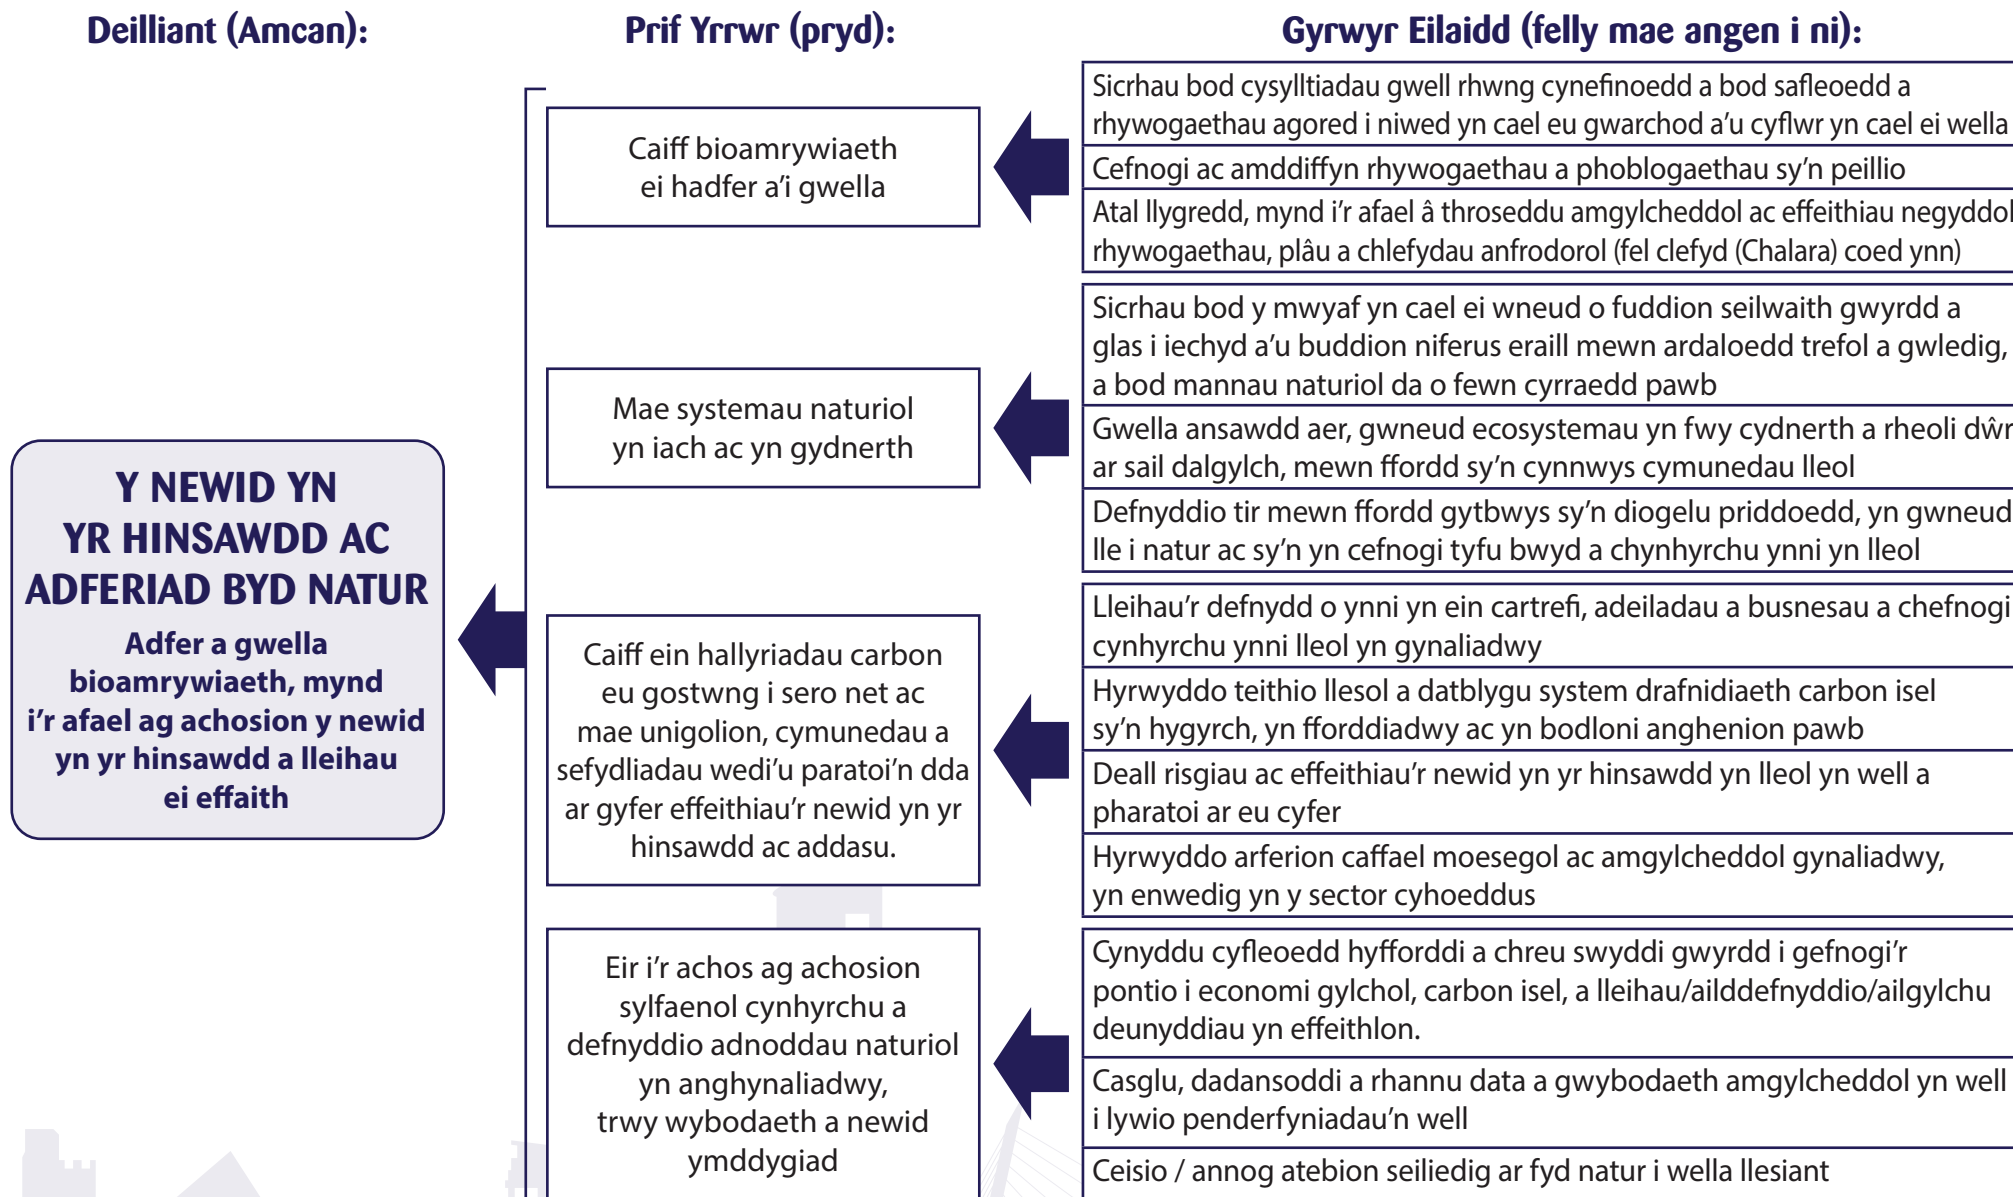 Deilliant (Amcan):
Prif Yrrwr (pryd):
Gyrwyr Eilaidd (felly mae angen i ni):
Y NEWID YN
YR HINSAWDD AC
ADFERIAD BYD NATUR
Adfer a gwella
bioamrywiaeth, mynd
i'r afael ag achosion y newid
yn yr hinsawdd a lleihau
ei effaith
Caiff bioamrywiaeth
ei hadfer a'i gwella
Sicrhau bod cysylltiadau gwell rhwng cynefinoedd a bod safleoedd a
rhywogaethau agored i niwed yn cael eu gwarchod a'u cyflwr yn cael ei wella
Cefnogi ac amddiffyn rhywogaethau a phoblogaethau sy'n peillio
Atal llygredd, mynd i'r afael â throseddu amgylcheddol ac effeithiau negyddol
rhywogaethau, plâu a chlefydau anfrodorol (fel clefyd (Chalara) coed ynn)
Mae systemau naturiol
yn iach ac yn gydnerth
Sicrhau bod y mwyaf yn cael ei wneud o fuddion seilwaith gwyrdd a
glas i iechyd a'u buddion niferus eraill mewn ardaloedd trefol a gwledig,
a bod mannau naturiol da o fewn cyrraedd pawb
Gwella ansawdd aer, gwneud ecosystemau yn fwy cydnerth a rheoli dŵr
ar sail dalgylch, mewn ffordd sy'n cynnwys cymunedau lleol
Defnyddio tir mewn ffordd gytbwys sy'n diogelu priddoedd, yn gwneud
lle i natur ac sy'n yn cefnogi tyfu bwyd a chynhyrchu ynni yn lleol
Caiff ein hallyriadau carbon
eu gostwng i sero net ac
mae unigolion, cymunedau a
sefydliadau wedi'u paratoi'n dda
ar gyfer effeithiau'r newid yn yr
hinsawdd ac addasu.
Lleihau'r defnydd o ynni yn ein cartrefi, adeiladau a busnesau a chefnogi
cynhyrchu ynni lleol yn gynaliadwy
Hyrwyddo teithio llesol a datblygu system drafnidiaeth carbon isel
sy'n hygyrch, yn fforddiadwy ac yn bodloni anghenion pawb
Deall risgiau ac effeithiau'r newid yn yr hinsawdd yn lleol yn well a
pharatoi ar eu cyfer
Hyrwyddo arferion caffael moesegol ac amgylcheddol gynaliadwy,
yn enwedig yn y sector cyhoeddus
Eir i'r achos ag achosion
sylfaenol cynhyrchu a
defnyddio adnoddau naturiol
yn anghynaliadwy,
trwy wybodaeth a newid
ymddygiad
Cynyddu cyfleoedd hyfforddi a chreu swyddi gwyrdd i gefnogi'r
pontio i economi gylchol, carbon isel, a lleihau/ailddefnyddio/ailgylchu
deunyddiau yn effeithlon.
Casglu, dadansoddi a rhannu data a gwybodaeth amgylcheddol yn well
i lywio penderfyniadau'n well
Ceisio / annog atebion seiliedig ar fyd natur i wella llesiant